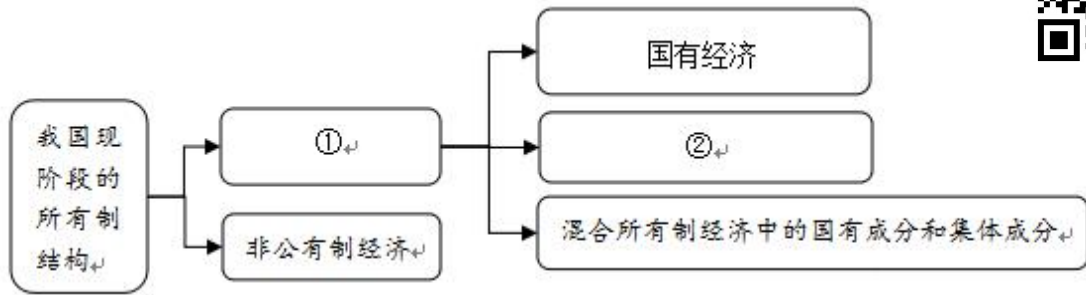 我国现
阶段的
所有制
结构↵
①↵
非公有制经济↵
国有经济
②↵
混合所有制经济中的国有成分和集体成分↵